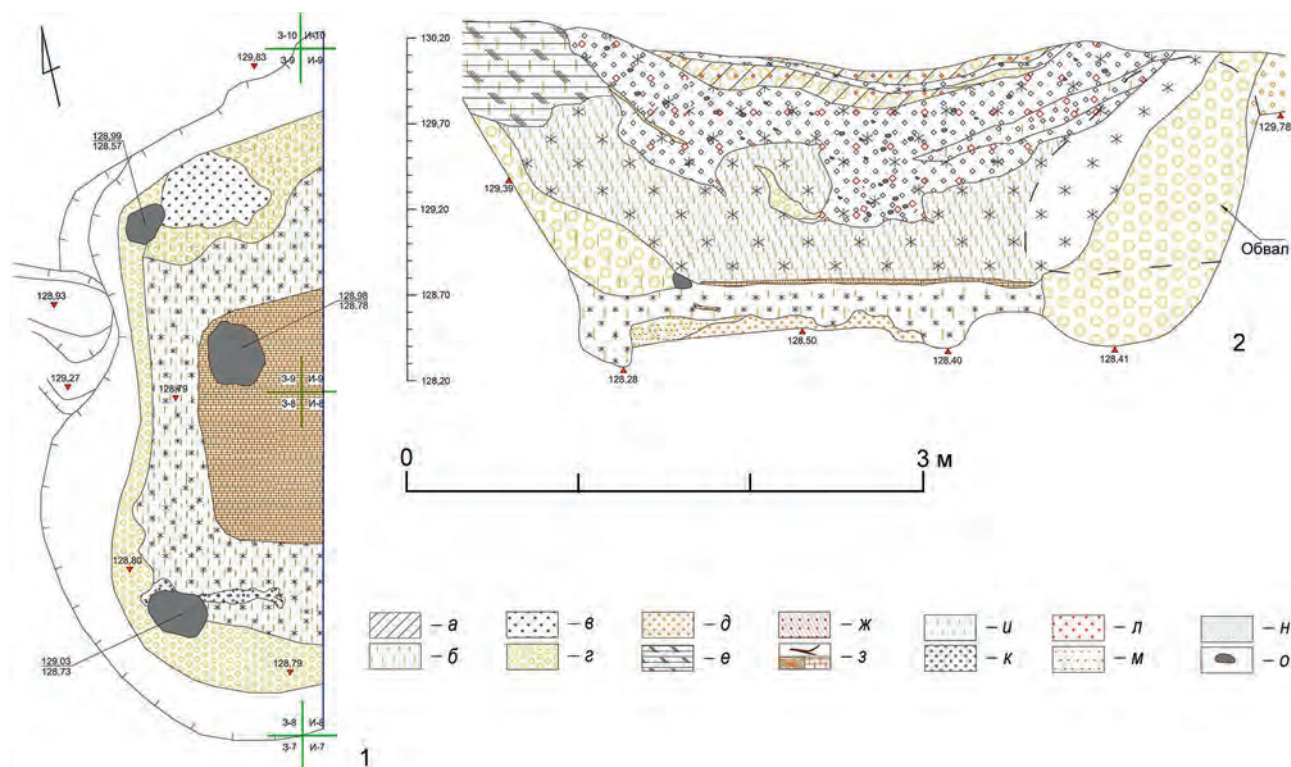 З-10 И-10
З-9 И-9
129,83
128,99
128,57
128,93
129,27
128,98
128,78
З-9 И-9
З-8 И-8
128,79
128,80
129,03
128,73
128,79
З-8 И-8
З-7 И-7
1
130,20
129,70
129,20
128,70
128,20
129,39
129,78
Обвал
128.50
128,40
128,41
128,28
2
0 3 м
– а – в – д – ж – и – л – н
– б – г – е – з – к – м – о